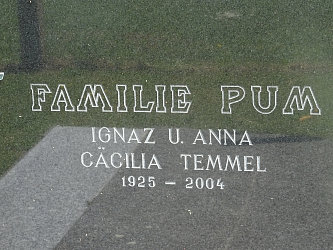 FAMILIE PUM
IGNAZ U. ANNA
CÄCILIA TEMMEL
1925 – 2004